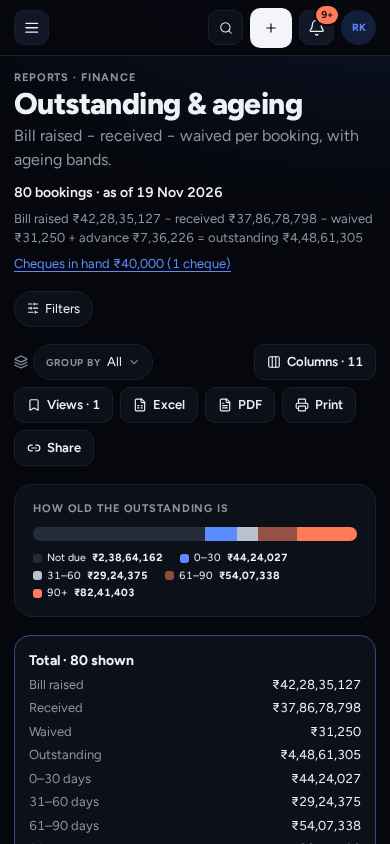 9+
RK
REPORTS · FINANCE
Outstanding & ageing
Bill raised − received − waived per booking, with
ageing bands.
80 bookings · as of 19 Nov 2026
Bill raised ₹42,28,35,127 − received ₹37,86,78,798 − waived
₹31,250 + advance ₹7,36,226 = outstanding ₹4,48,61,305
Cheques in hand ₹40,000 (1 cheque)
Filters
GROUP BY All
Columns · 11
Views · 1
Excel
PDF
Print
Share
HOW OLD THE OUTSTANDING IS
Not due ₹2,38,64,162 0–30 ₹44,24,027
31–60 ₹29,24,375 61–90 ₹54,07,338
90+ ₹82,41,403
Total · 80 shown
Bill raised ₹42,28,35,127
Received ₹37,86,78,798
Waived ₹31,250
Outstanding ₹4,48,61,305
0–30 days ₹44,24,027
31–60 days ₹29,24,375
61–90 days ₹54,07,338